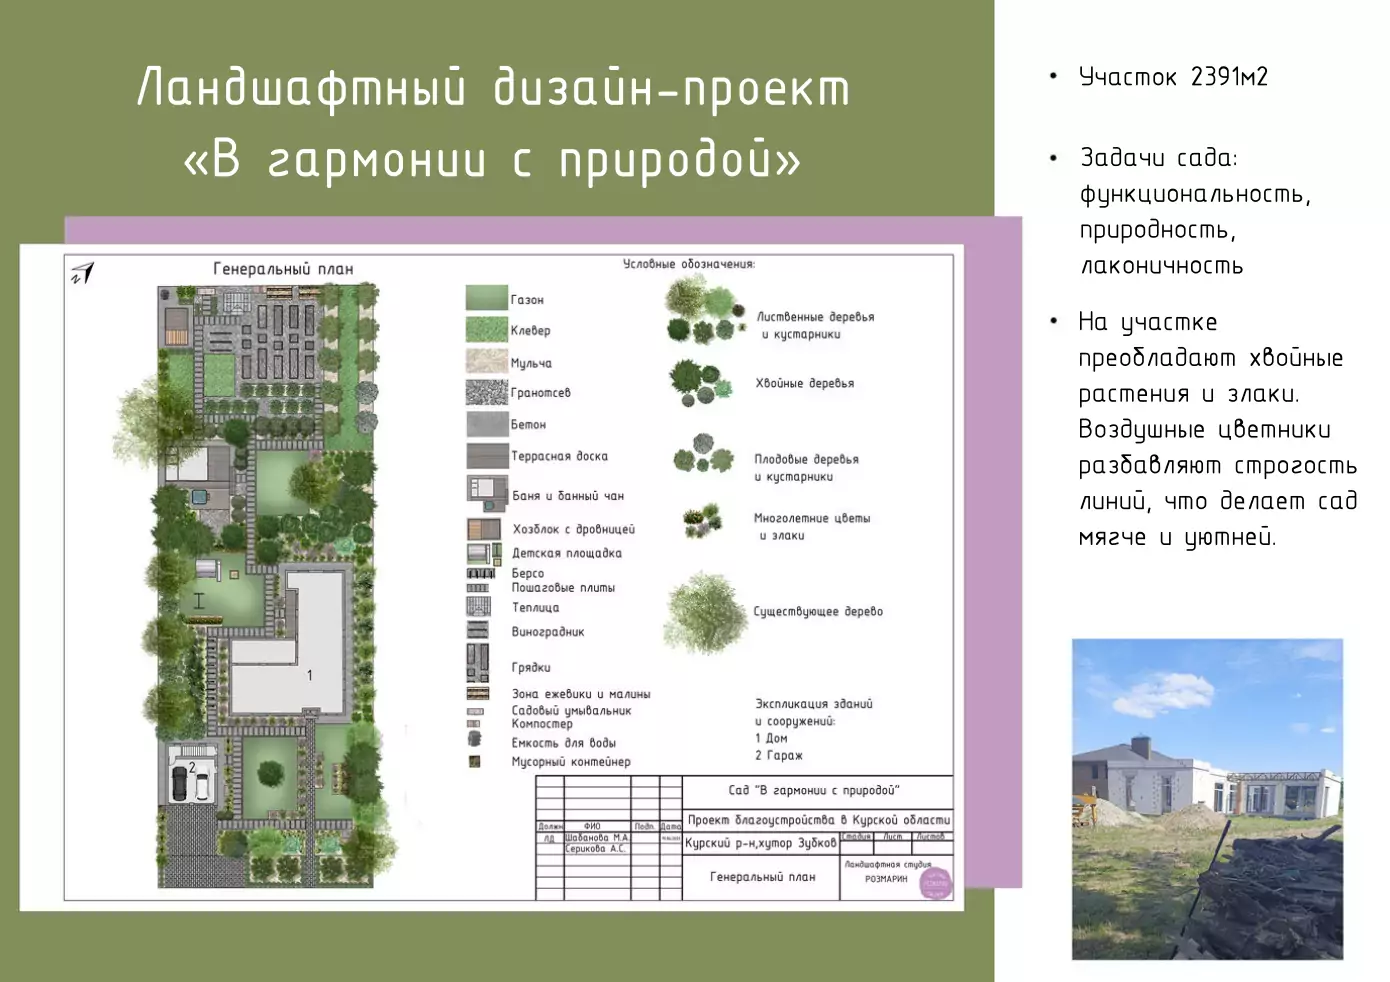 Ландшафтный дизайн-проект
«В гармонии с природой»
Генеральный план
N
1
2
Условные обозначения:
Газон
Клевер
Мульча
Гранотсев
Бетон
Террасная доска
Баня и банный чан
Хозблок с дровницей
Детская площадка
Берсо
Пошаговые плиты
Теплица
Виноградник
Грядки
Зона ежевики и малины
Садовый умывальник
Компостер
Емкость для воды
Мусорный контейнер
Лиственные деревья
и кустарники
Хвойные деревья
Плодовые деревья
и кустарники
Многолетние цветы
и злаки
Существующее дерево
Экспликация зданий
и сооружений:
1 Дом
2 Гараж
Должн ФИО Подп. Дата
ЛД Шабанова М.А.
Серикова А.С.
Сад "В гармонии с природой"
Проект благоустройства в Курской области
Курский р-н,хутор Зубков
Стадия Лист Листов
Генеральный план
Ландшафтная студия
РОЗМАРИН
• Участок 2391м2
• Задачи сада:
функциональность,
природность,
лаконичность
• На участке
преобладают хвойные
растения и злаки.
Воздушные цветники
разбавляют строгость
линий, что делает сад
мягче и уютней.